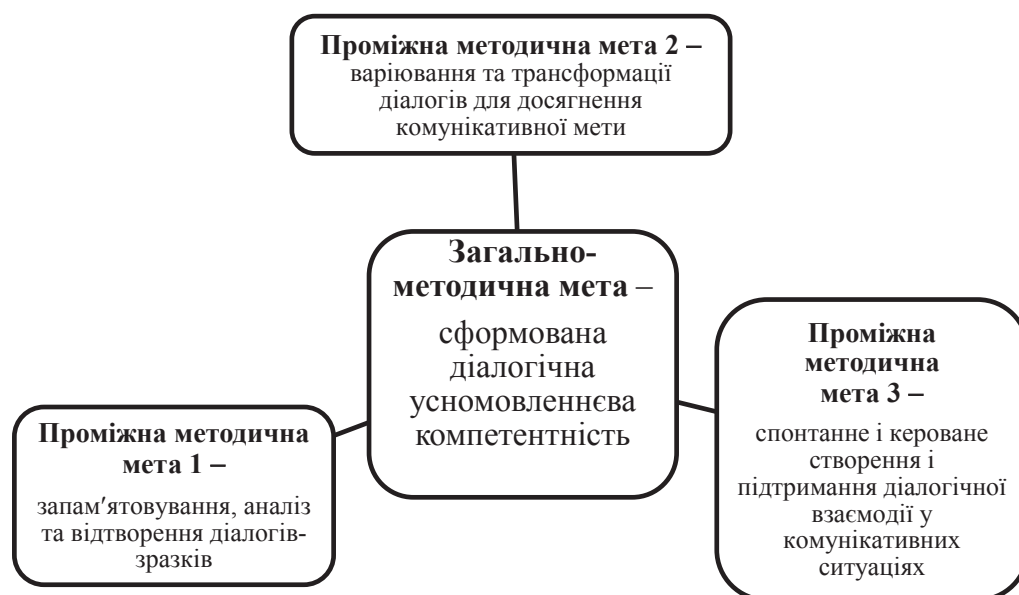 Проміжна методична мета 2 –
варіювання та трансформації
діалогів для досягнення
комунікативної мети
Загально-
методична мета –
сформована
діалогічна
усномовленнєва
компетентність
Проміжна методична
мета 1 –
запам′ятовування, аналіз
та відтворення діалогів-
зразків
Проміжна
методична
мета 3 –
спонтанне і кероване
створення і
підтримання діалогічної
взаємодії у
комунікативних
ситуаціях